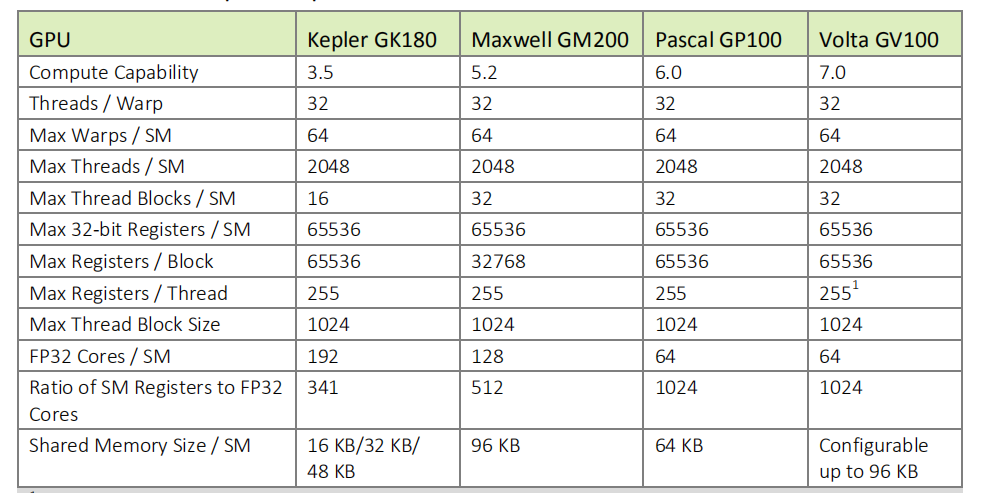 GPU Kepler GK180 Maxwell GM200 Pascal GP100 Volta GV100
Compute Capability 3.5 5.2 6.0 7.0
Threads / Warp 32 32 32 32
Max Warps / SM 64 64 64 64
Max Threads / SM 2048 2048 2048 2048
Max Thread Blocks / SM 16 32 32 32
Max 32-bit Registers / SM 65536 65536 65536 65536
Max Registers / Block 65536 32768 65536 65536
Max Registers / Thread 255 255 255 255¹
Max Thread Block Size 1024 1024 1024 1024
FP32 Cores / SM 192 128 64 64
Ratio of SM Registers to FP32 341 512 1024 1024
Cores
Shared Memory Size / SM 16 KB/32 KB/ 96 KB 64 KB Configurable
48 KB up to 96 KB